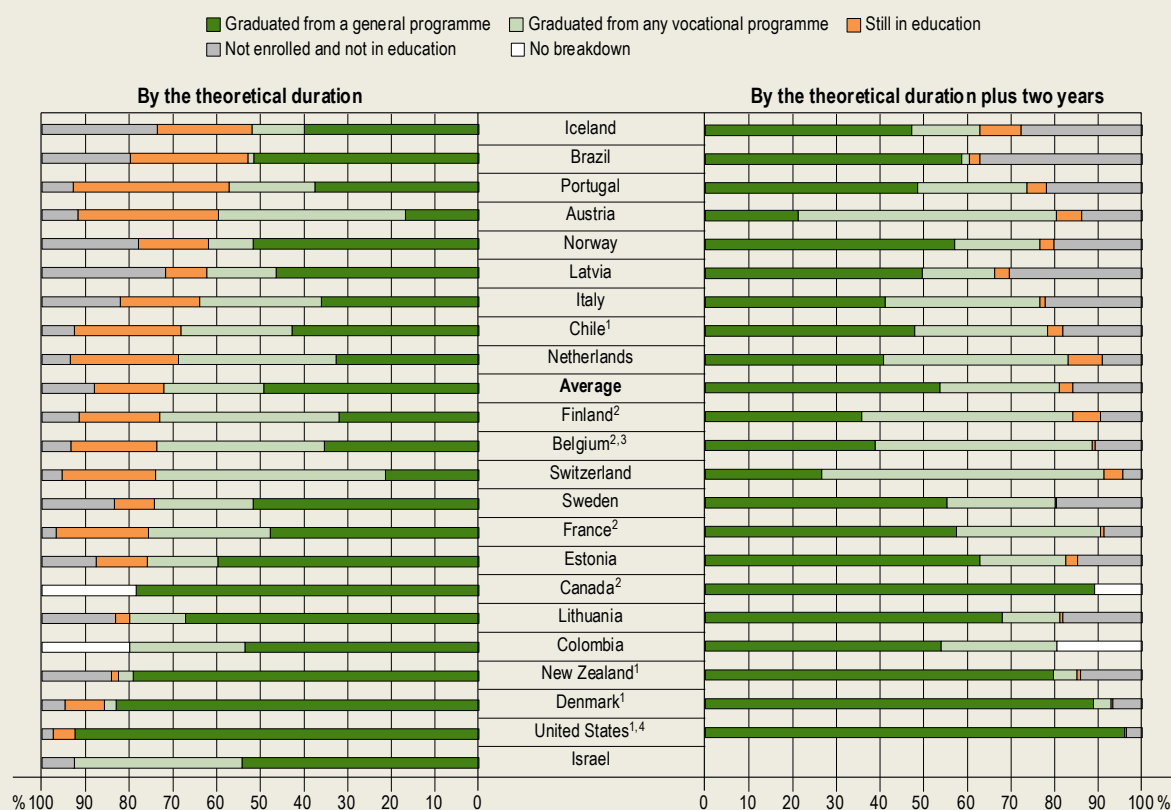 Graduated from a general programme Graduated from any vocational programme Still in education
Not enrolled and not in education No breakdown
By the theoretical duration By the theoretical duration plus two years
Iceland
Brazil
Portugal
Austria
Norway
Latvia
Italy
Chile1
Netherlands
Average
Finland2
Belgium2,3
Switzerland
Sweden
France2
Estonia
Canada2
Lithuania
Colombia
New Zealand1
Denmark1
United States1,4
Israel
% 100 90 80 70 60 50 40 30 20 10 0 0 10 20 30 40 50 60 70 80 90 100 %